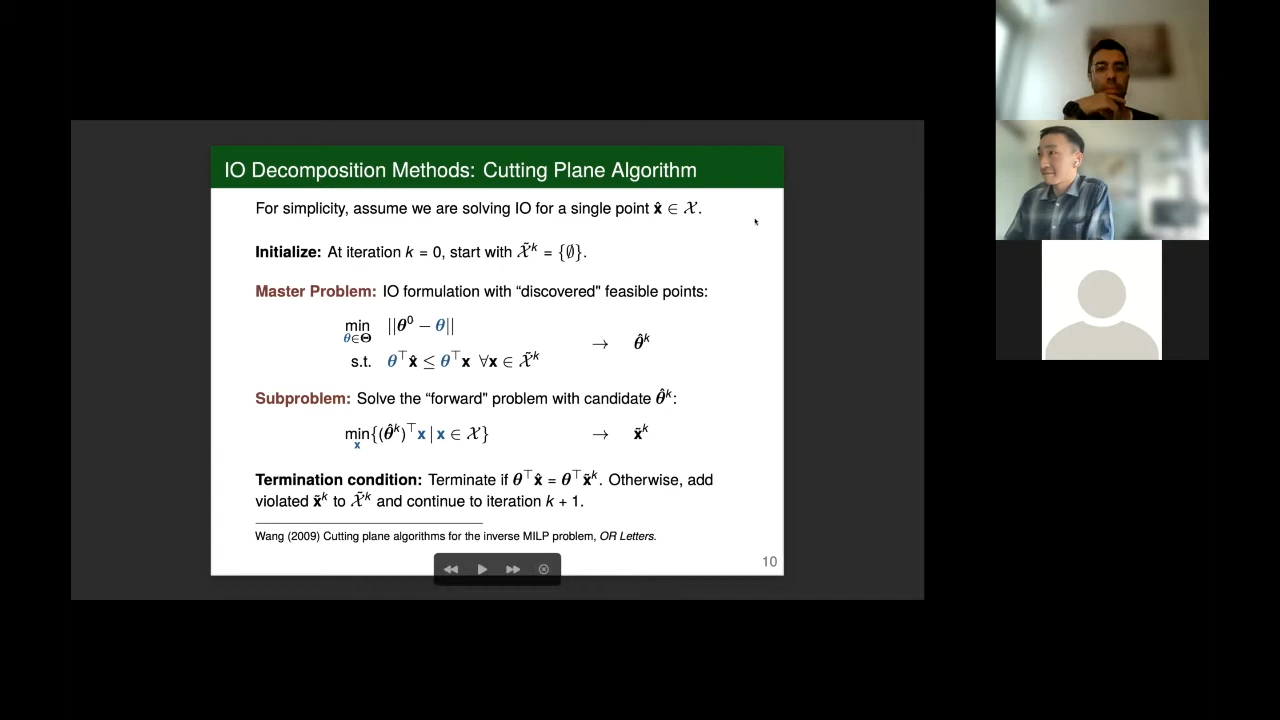 IO Decomposition Methods: Cutting Plane Algorithm
For simplicity, assume we are solving IO for a single point x̂ ∈ 𝒳.
Initialize: At iteration k = 0, start with 𝒳̃ᵏ = {∅}.
Master Problem: IO formulation with “discovered" feasible points:
min ||θ⁰ − θ||
θ∈Θ
→ θ̂ᵏ
s.t. θ⊤x̂ ≤ θ⊤x ∀x ∈ 𝒳̃ᵏ
Subproblem: Solve the “forward" problem with candidate θ̂ᵏ:
min{(θ̂ᵏ)⊤x | x ∈ 𝒳} → x̃ᵏ
x
Termination condition: Terminate if θ⊤x̂ = θ⊤x̃ᵏ. Otherwise, add
violated x̃ᵏ to 𝒳̃ᵏ and continue to iteration k + 1.
Wang (2009) Cutting plane algorithms for the inverse MILP problem, OR Letters.
10